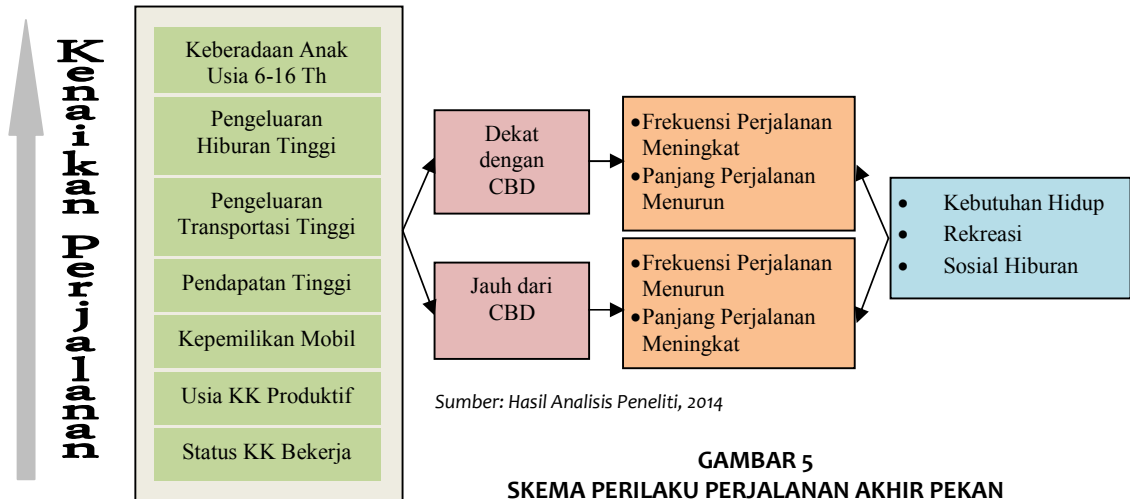 Kenaikan Perjalanan
Keberadaan Anak
Usia 6-16 Th
Pengeluaran
Hiburan Tinggi
Pengeluaran
Transportasi Tinggi
Pendapatan Tinggi
Kepemilikan Mobil
Usia KK Produktif
Status KK Bekerja
Dekat
dengan
CBD
Jauh dari
CBD
•Frekuensi Perjalanan
Meningkat
•Panjang Perjalanan
Menurun
•Frekuensi Perjalanan
Menurun
•Panjang Perjalanan
Meningkat
• Kebutuhan Hidup
• Rekreasi
• Sosial Hiburan
Sumber: Hasil Analisis Peneliti, 2014
GAMBAR 5
SKEMA PERILAKU PERJALANAN AKHIR PEKAN